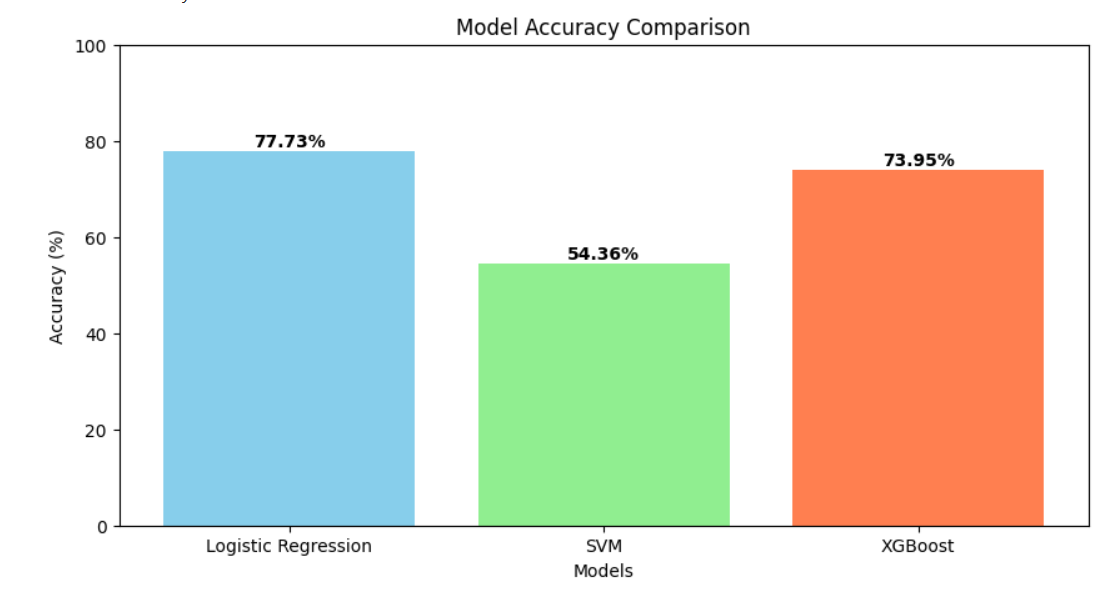 Model Accuracy Comparison
100
80
60
40
20
0
Accuracy (%)
77.73%
54.36%
73.95%
Logistic Regression
SVM
XGBoost
Models